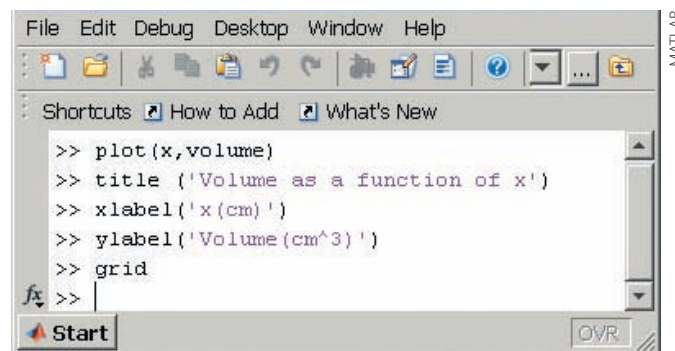 File Edit Debug Desktop Window Help
...
Shortcuts How to Add What's New
>> plot(x,volume)
>> title ('Volume as a function of x')
>> xlabel('x(cm)')
>> ylabel('Volume(cm^3)')
>> grid
fx >>
Start OVR
MATLAB